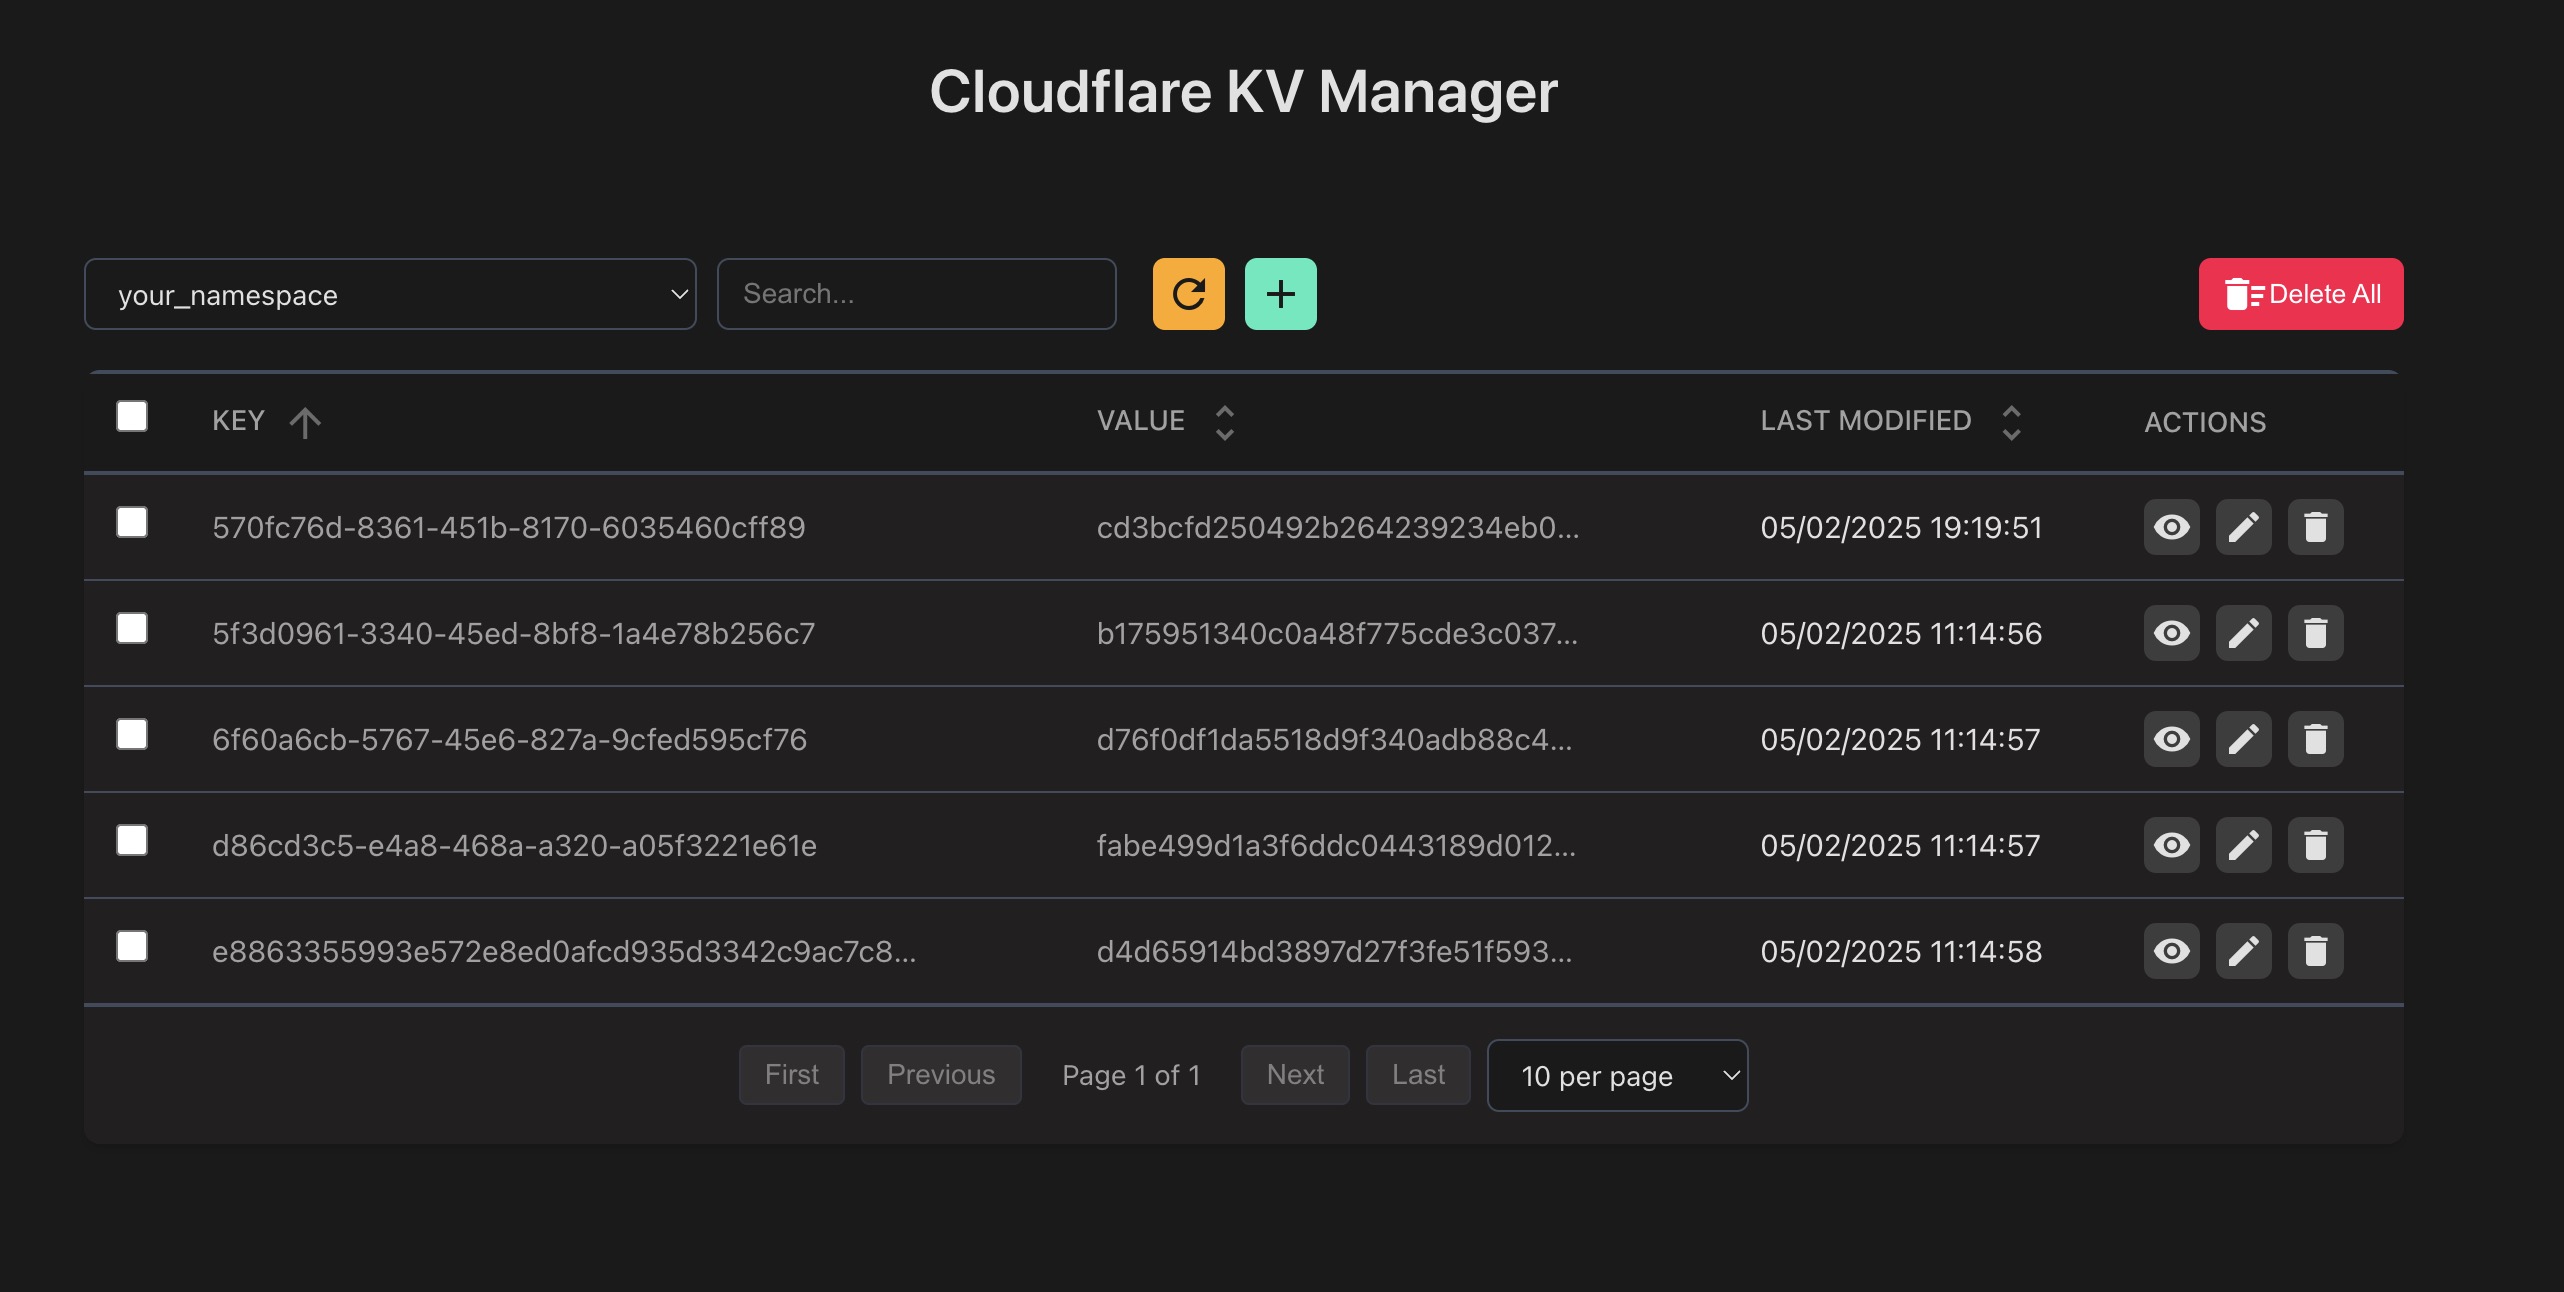 Cloudflare KV Manager
your_namespace Search... Delete All
KEY VALUE LAST MODIFIED ACTIONS
570fc76d-8361-451b-8170-6035460cff89 cd3bcfd250492b264239234eb0... 05/02/2025 19:19:51
5f3d0961-3340-45ed-8bf8-1a4e78b256c7 b175951340c0a48f775cde3c037... 05/02/2025 11:14:56
6f60a6cb-5767-45e6-827a-9cfed595cf76 d76f0df1da5518d9f340adb88c4... 05/02/2025 11:14:57
d86cd3c5-e4a8-468a-a320-a05f3221e61e fabe499d1a3f6ddc0443189d012... 05/02/2025 11:14:57
e8863355993e572e8ed0afcd935d3342c9ac7c8... d4d65914bd3897d27f3fe51f593... 05/02/2025 11:14:58
First Previous Page 1 of 1 Next Last 10 per page